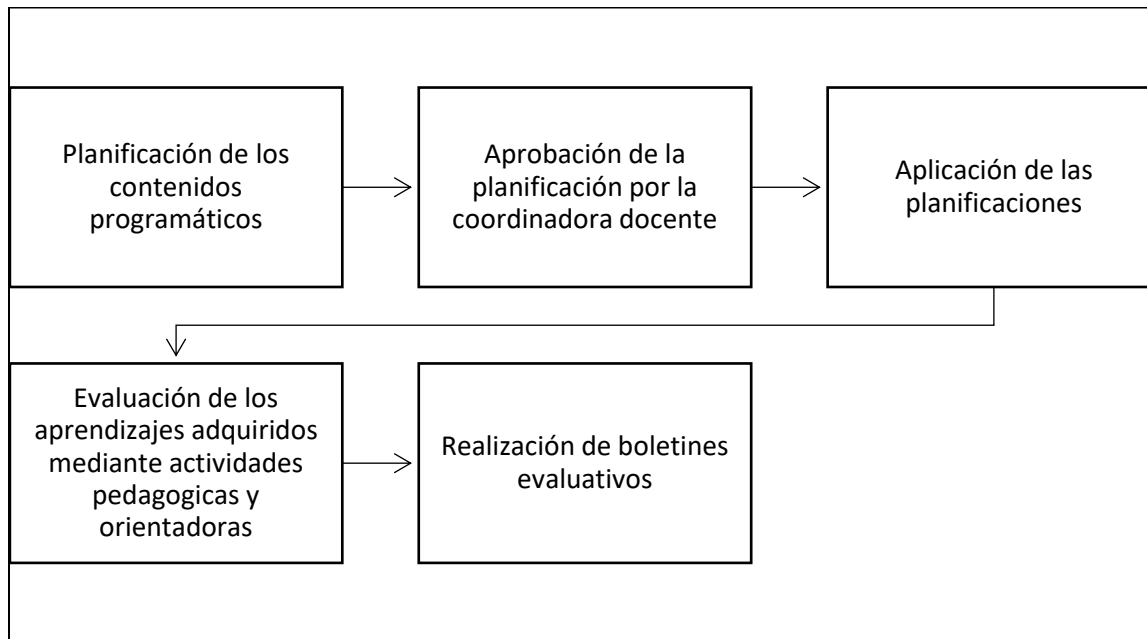 Planificación de los
contenidos
programáticos
Aprobación de la
planificación por la
coordinadora docente
Aplicación de las
planificaciones
Evaluación de los
aprendizajes adquiridos
mediante actividades
pedagogicas y
orientadoras
Realización de boletines
evaluativos